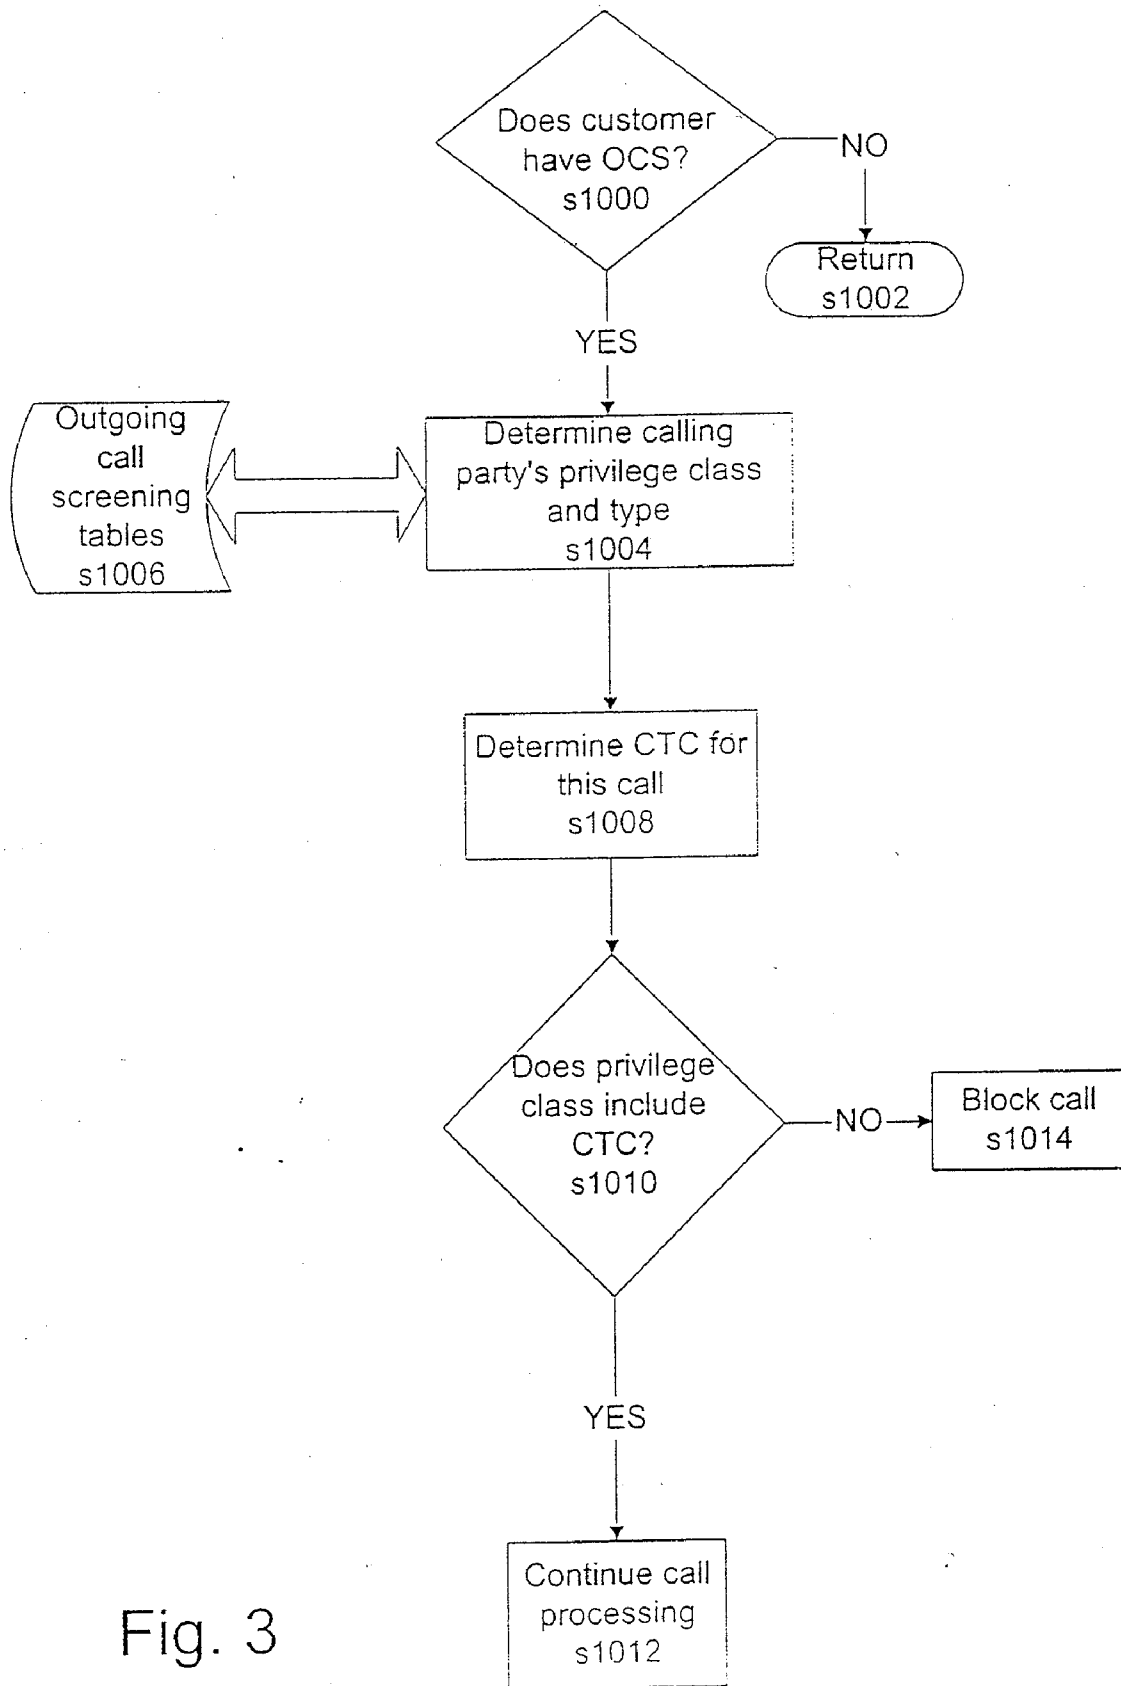 Does customer
have OCS?
s1000
NO
Return
s1002
YES
Outgoing
call
screening
tables
s1006
Determine calling
party's privilege class
and type
s1004
Determine CTC for
this call
s1008
Does privilege
class include
CTC?
s1010
NO
Block call
s1014
YES
Continue call
processing
s1012
Fig. 3